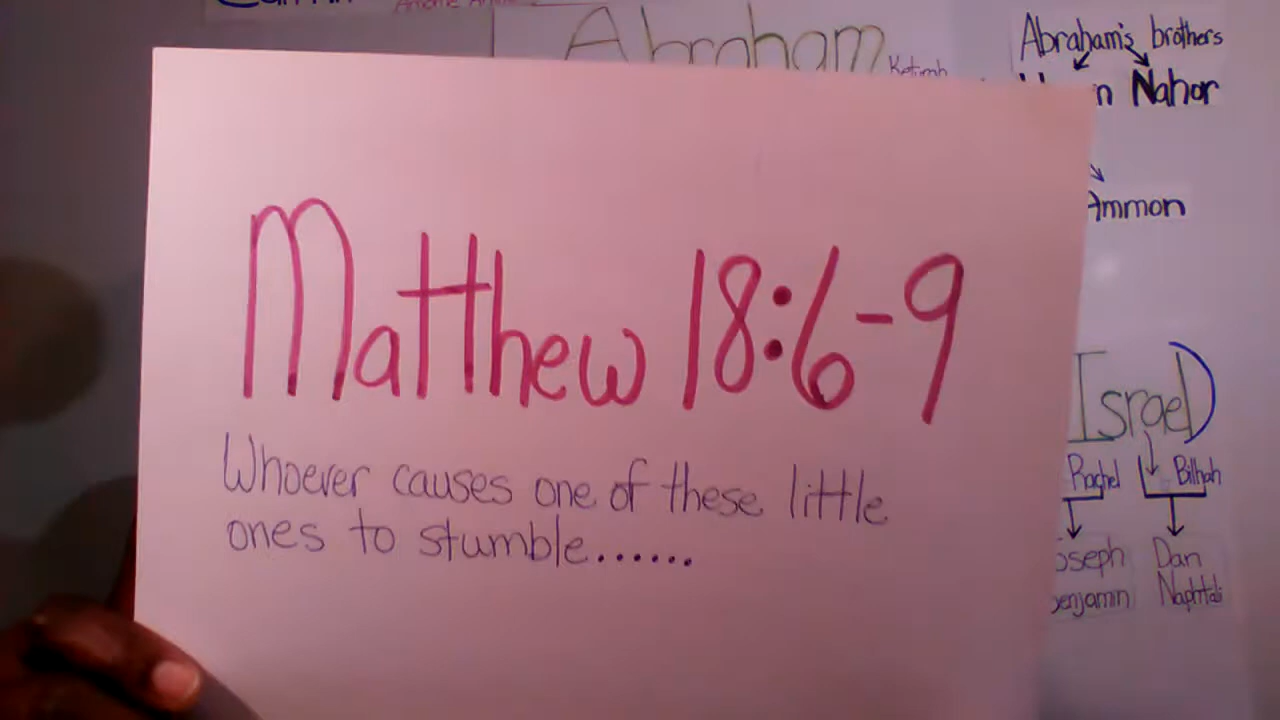 Abraham
Keturah
Abraham's brothers
Nahor
Ammon
Matthew 18:6-9
Whoever causes one of these little
ones to stumble......
Israel
Rachel Bilhah
Dan
Naphtali